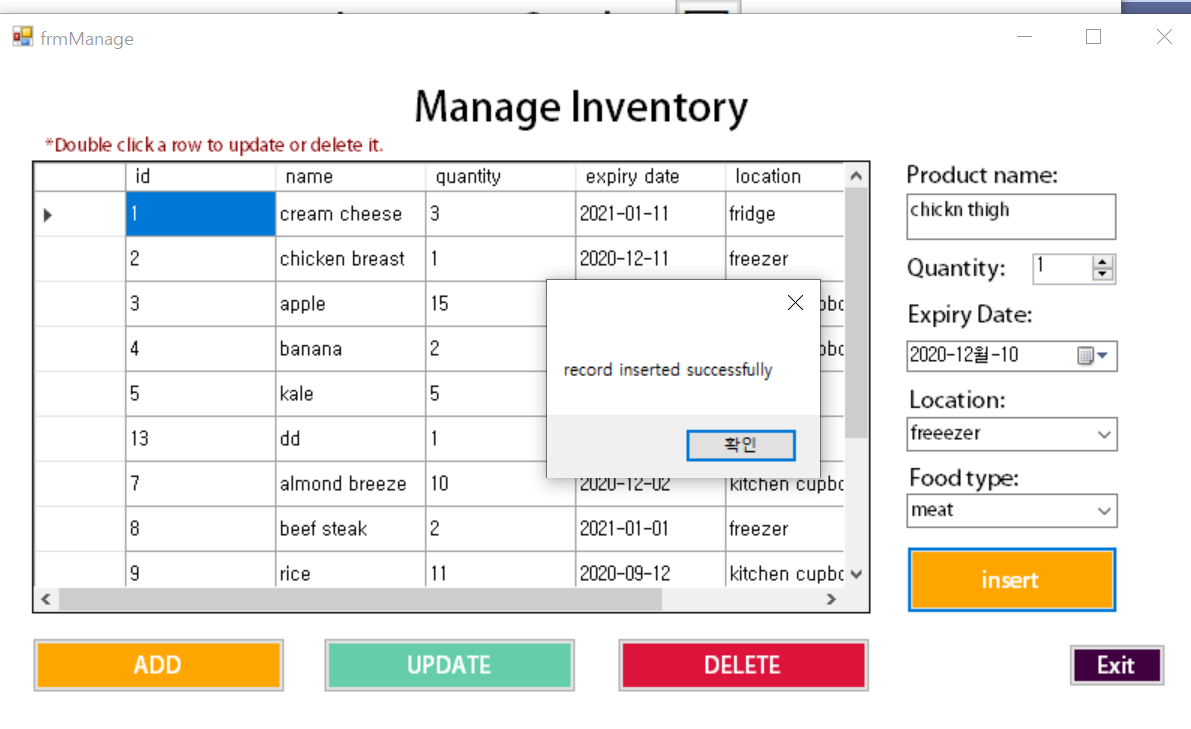 frmManage
Manage Inventory
*Double click a row to update or delete it.
id name quantity expiry date location
1 cream cheese 3 2021-01-11 fridge
2 chicken breast 1 2020-12-11 freezer
3 apple 15
4 banana 2
5 kale 5
13 dd 1
7 almond breeze 10 2020-12-02 kitchen cupbo
8 beef steak 2 2021-01-01 freezer
9 rice 11 2020-09-12 kitchen cupbo
record inserted successfully
확인
Product name:
chickn thigh
Quantity: 1
Expiry Date:
2020-12월-10
Location:
freeezer
Food type:
meat
insert
ADD UPDATE DELETE Exit